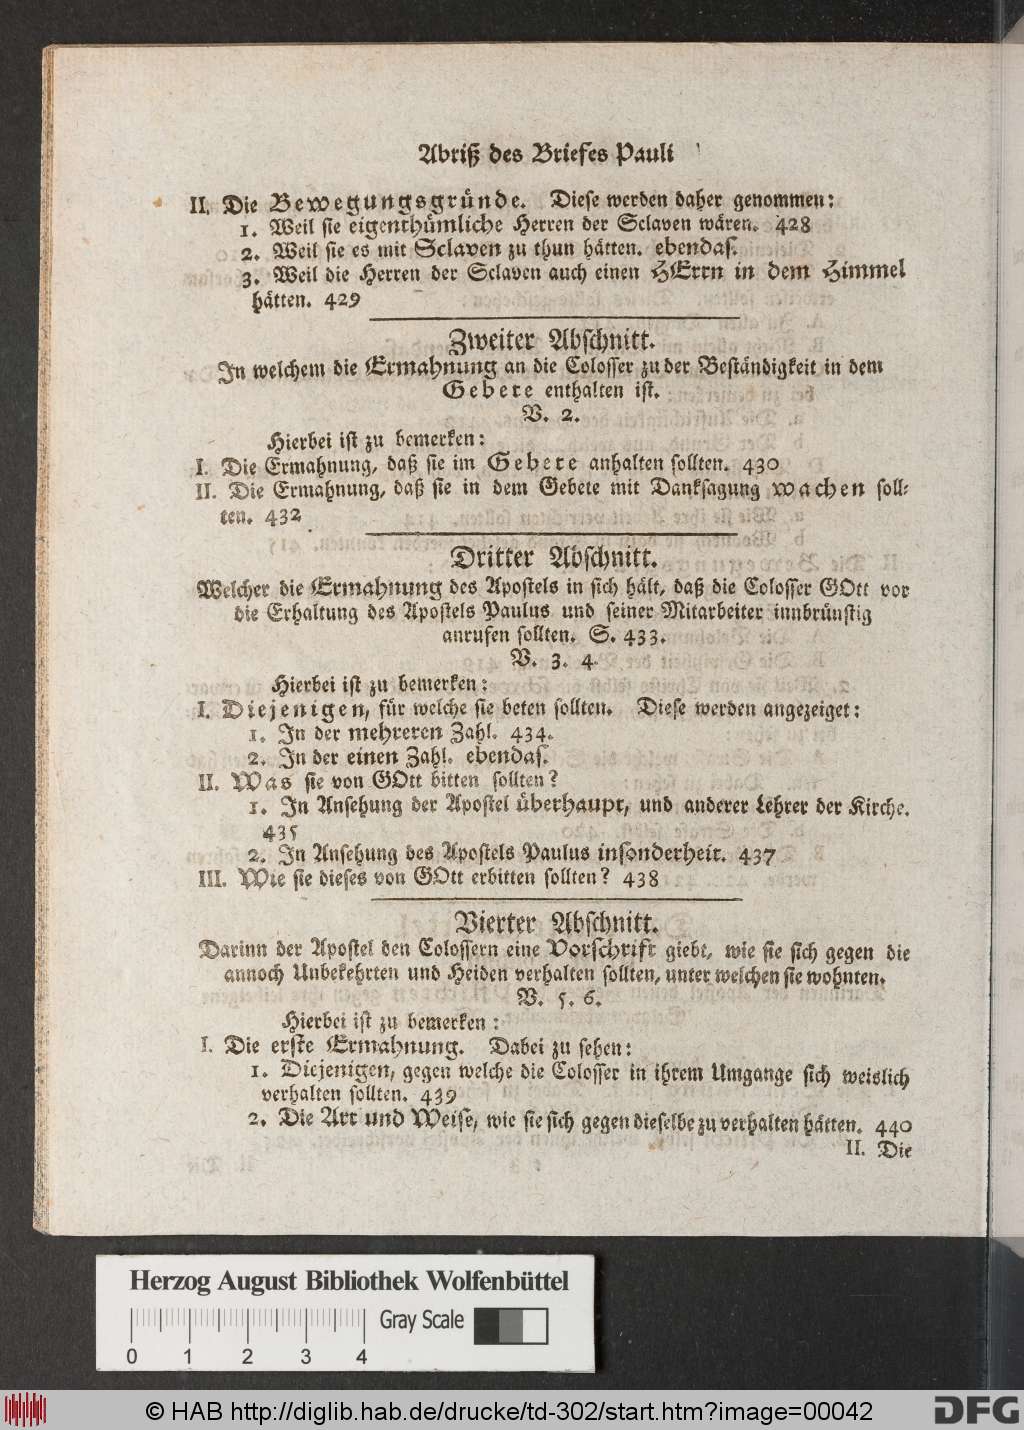 Abriß des Briefes Pauli
II. Die Bewegungsgründe. Diese werden daher genommen:
1. Weil sie eigenthümliche Herren der Sclaven wären. 428
2. Weil sie es mit Sclaven zu thun hätten. ebendas.
3. Weil die Herren der Sclaven auch einen HErrn in dem Himmel
hätten. 429
Zweiter Abschnitt.
In welchem die Ermahnung an die Colosser zu der Beständigkeit in dem
Gebete enthalten ist.
V. 2.
Hierbei ist zu bemerken:
I. Die Ermahnung, daß sie im Gebete anhalten sollten. 430
II. Die Ermahnung, daß sie in dem Gebete mit Danksagung wachen soll-
ten. 432
Dritter Abschnitt.
Welcher die Ermahnung des Apostels in sich hält, daß die Colosser GOtt vor
die Erhaltung des Apostels Paulus und seiner Mitarbeiter innbrünstig
anrufen sollten. S. 433.
V. 3. 4.
Hierbei ist zu bemerken:
I. Diejenigen, für welche sie beten sollten. Diese werden angezeiget:
1. In der mehreren Zahl. 434.
2. In der einen Zahl. ebendas.
II. Was sie von GOtt bitten sollten?
1. In Ansehung der Apostel überhaupt, und anderer Lehrer der Kirche.
435
2. In Ansehung des Apostels Paulus insonderheit. 437
III. Wie sie dieses von GOtt erbitten sollten? 438
Vierter Abschnitt.
Darinn der Apostel den Colossern eine Vorschrift giebt, wie sie sich gegen die
annoch Unbekehrten und Heiden verhalten sollten, unter welchen sie wohnten.
V. 5. 6.
Hierbei ist zu bemerken:
I. Die erste Ermahnung. Dabei zu sehen:
1. Diejenigen, gegen welche die Colosser in ihrem Umgange sich weislich
verhalten sollten. 439
2. Die Art und Weise, wie sie sich gegen dieselbe zu verhalten hätten. 440
II. Die
Herzog August Bibliothek Wolfenbüttel
Gray Scale
0 1 2 3 4
© HAB http://diglib.hab.de/drucke/td-302/start.htm?image=00042
DFG